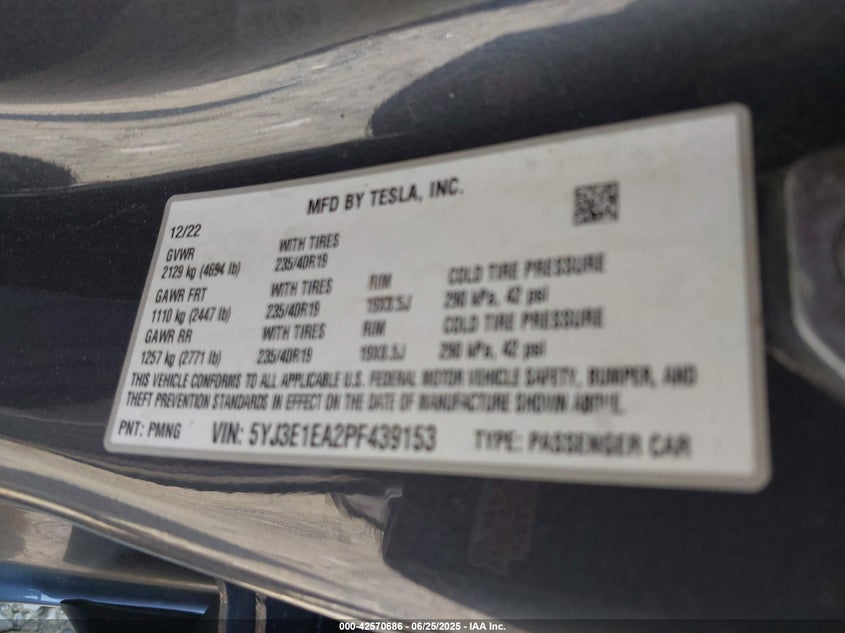 MFD BY TESLA, INC.
12/22
GVWR WITH TIRES
2129 kg (4694 lb) 235/40R19
GAWR FRT WITH TIRES RIM COLD TIRE PRESSURE
1110 kg (2447 lb) 235/40R19 19X8.5J 290 kPa, 42 psi
GAWR RR WITH TIRES RIM COLD TIRE PRESSURE
1257 kg (2771 lb) 235/40R19 19X8.5J 290 kPa, 42 psi
THIS VEHICLE CONFORMS TO ALL APPLICABLE U.S. FEDERAL MOTOR VEHICLE SAFETY, BUMPER, AND
THEFT PREVENTION STANDARDS IN EFFECT ON THE DATE OF MANUFACTURE SHOWN ABOVE.
PNT: PMNG VIN: 5YJ3E1EA2PF439153 TYPE: PASSENGER CAR
000-42570686 - 06/25/2025 - IAA Inc.